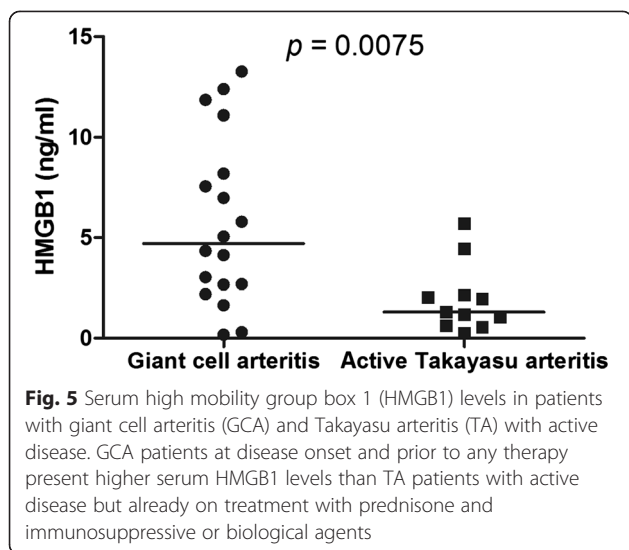 15
p = 0.0075
10
HMGB1 (ng/ml)
5
0
Giant cell arteritis Active Takayasu arteritis
Fig. 5 Serum high mobility group box 1 (HMGB1) levels in patients
with giant cell arteritis (GCA) and Takayasu arteritis (TA) with active
disease. GCA patients at disease onset and prior to any therapy
present higher serum HMGB1 levels than TA patients with active
disease but already on treatment with prednisone and
immunosuppressive or biological agents